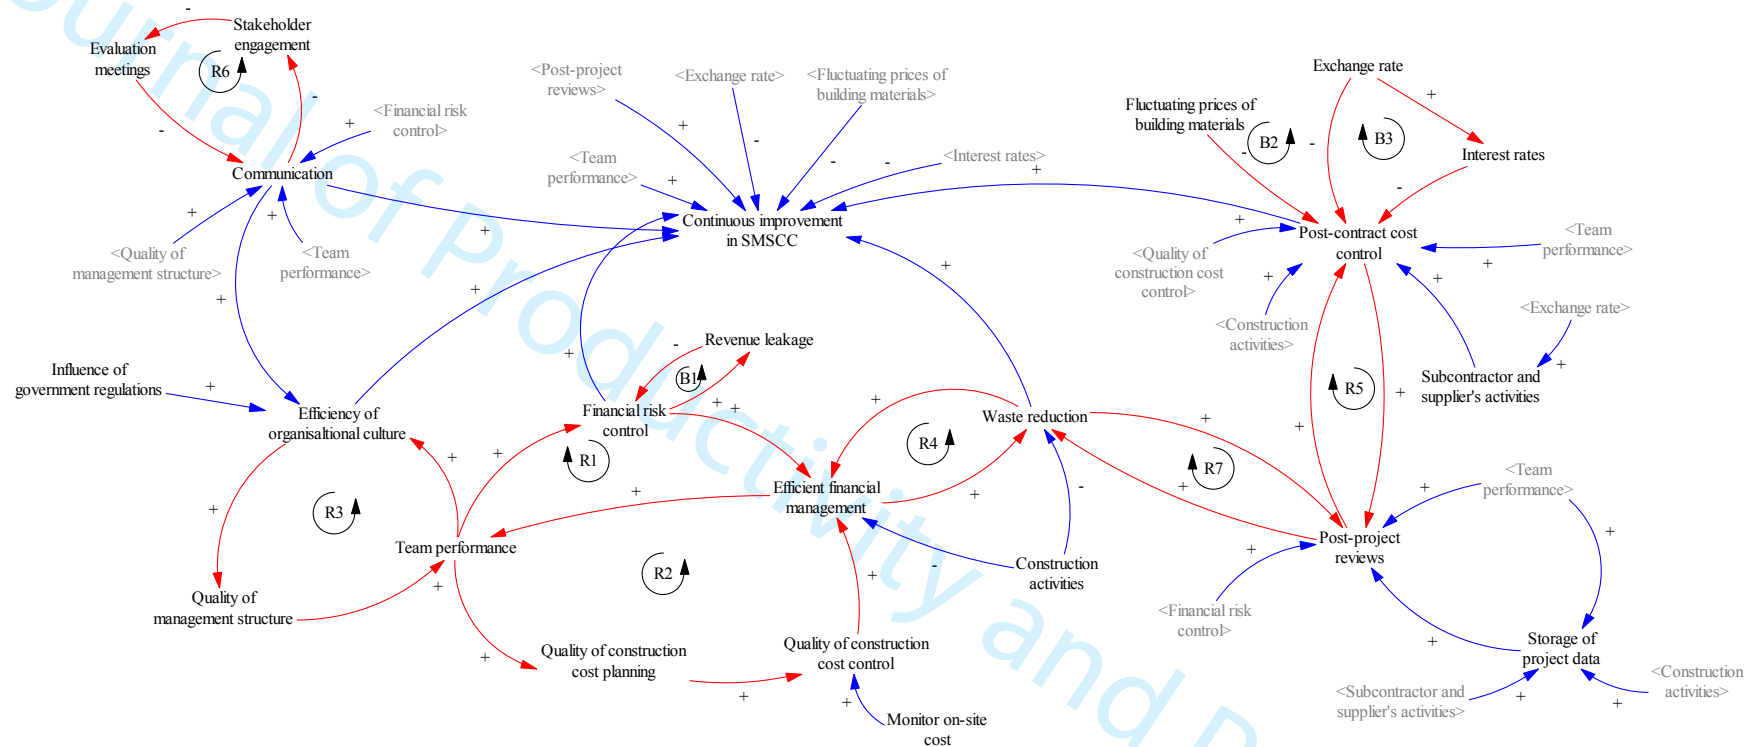 Stakeholder
engagement
-
Evaluation
meetings
R6
-
-
<Financial risk
control>
+
Communication
+
+
<Quality of
management structure>
<Team
performance>
+
+
<Post-project
reviews>
<Exchange rate>
<Fluctuating prices of
building materials>
+
-
-
-
<Team
performance>
+
<Interest rates>
+
Continuous improvement
in SMSCC
Exchange rate
Fluctuating prices of
building materials
-
B2
-
B3
+
Interest rates
-
+
Post-contract cost
control
<Team
performance>
+
<Quality of
construction cost
control>
+
+
<Construction
activities>
<Exchange rate>
+
Subcontractor and
supplier's activities
R5
+
+
+
+
+
Influence of
government regulations
+
Efficiency of
organisaltional culture
Revenue leakage
-
B1
+
+
Financial risk
control
R1
+
+
Waste reduction
+
R4
+
+
R7
+
-
Efficient financial
management
+
+
R3
Team performance
+
+
R2
-
+
Construction
activities
Quality of
management structure
Quality of construction
cost planning
+
+
Quality of construction
cost control
+
Monitor on-site
cost
<Team
performance>
+
+
Post-project
reviews
+
<Financial risk
control>
+
Storage of
project data
<Subcontractor and
supplier's activities>
+
+
<Construction
activities>
urnal of Productivity and P